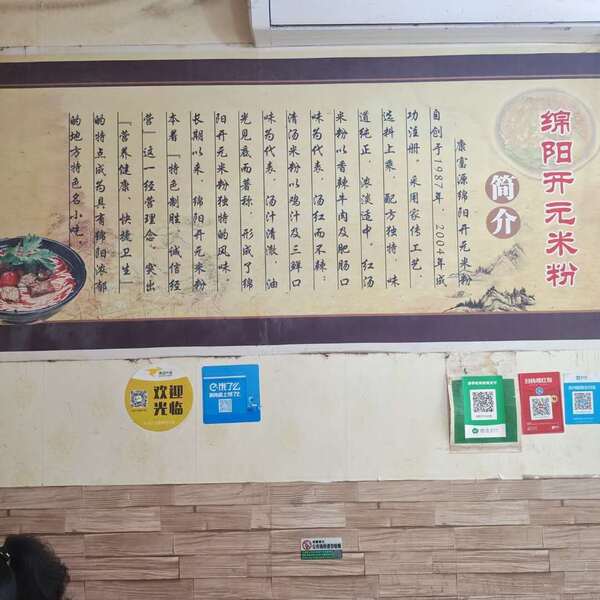 绵阳开元米粉
简介
康富源绵阳开元米粉
自创于1987年，2004年成
功注册，采用家传工艺，
选料上乘，配方独特，味
道纯正，浓淡适中，红汤
米粉以香辣牛肉及肥肠口
味为代表，汤红而不辣；
清汤米粉以鸡汁及三鲜口
味为代表，汤汁清澈，油
光见底而著称，形成了绵
阳开元米粉独特的风味。
长期以来，绵阳开元米粉
本着『特色制胜，诚信经
营』这一经营理念，突出
『营养健康、快捷卫生』
的特点成为具有绵阳浓郁
的地方特色名小吃。
欢迎
光临
饿了么